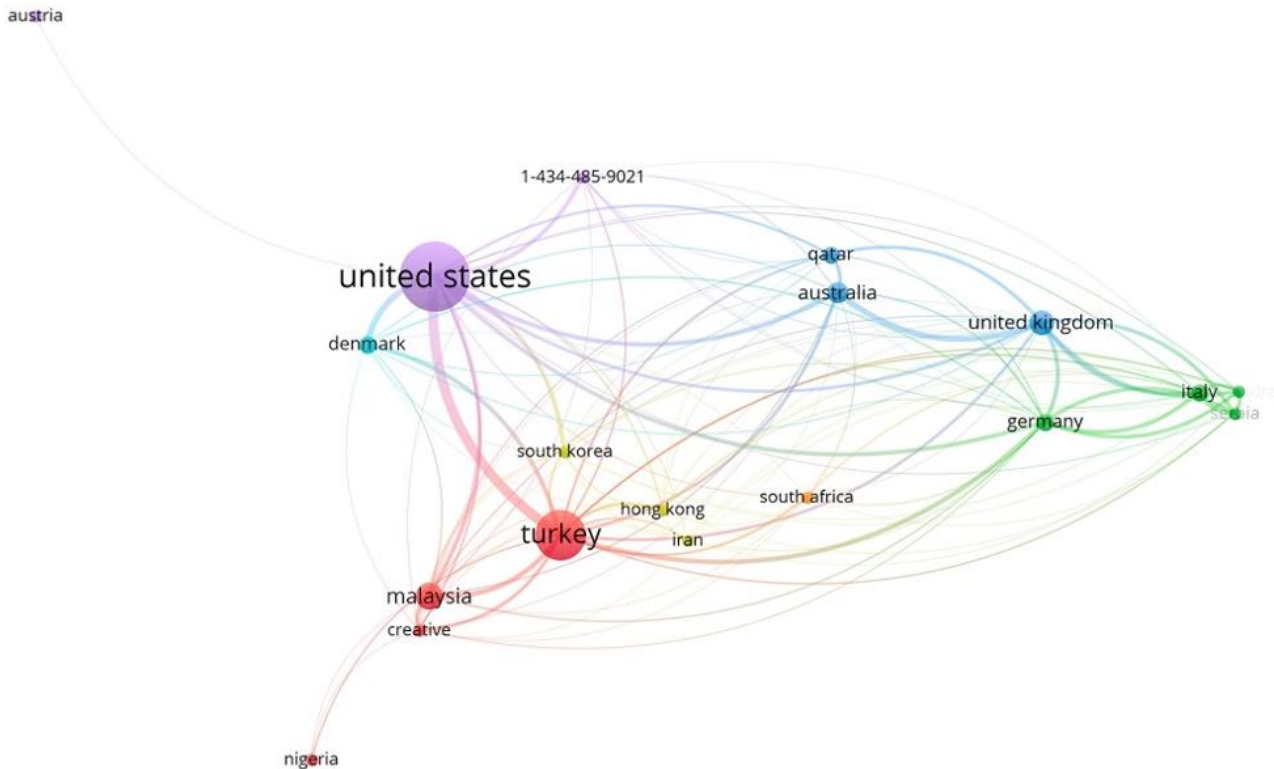 austria
1-434-485-9021
qatar
united states
australia
united kingdom
denmark
italy
serbia
germany
south korea
south africa
hong kong
turkey
iran
malaysia
creative
nigeria